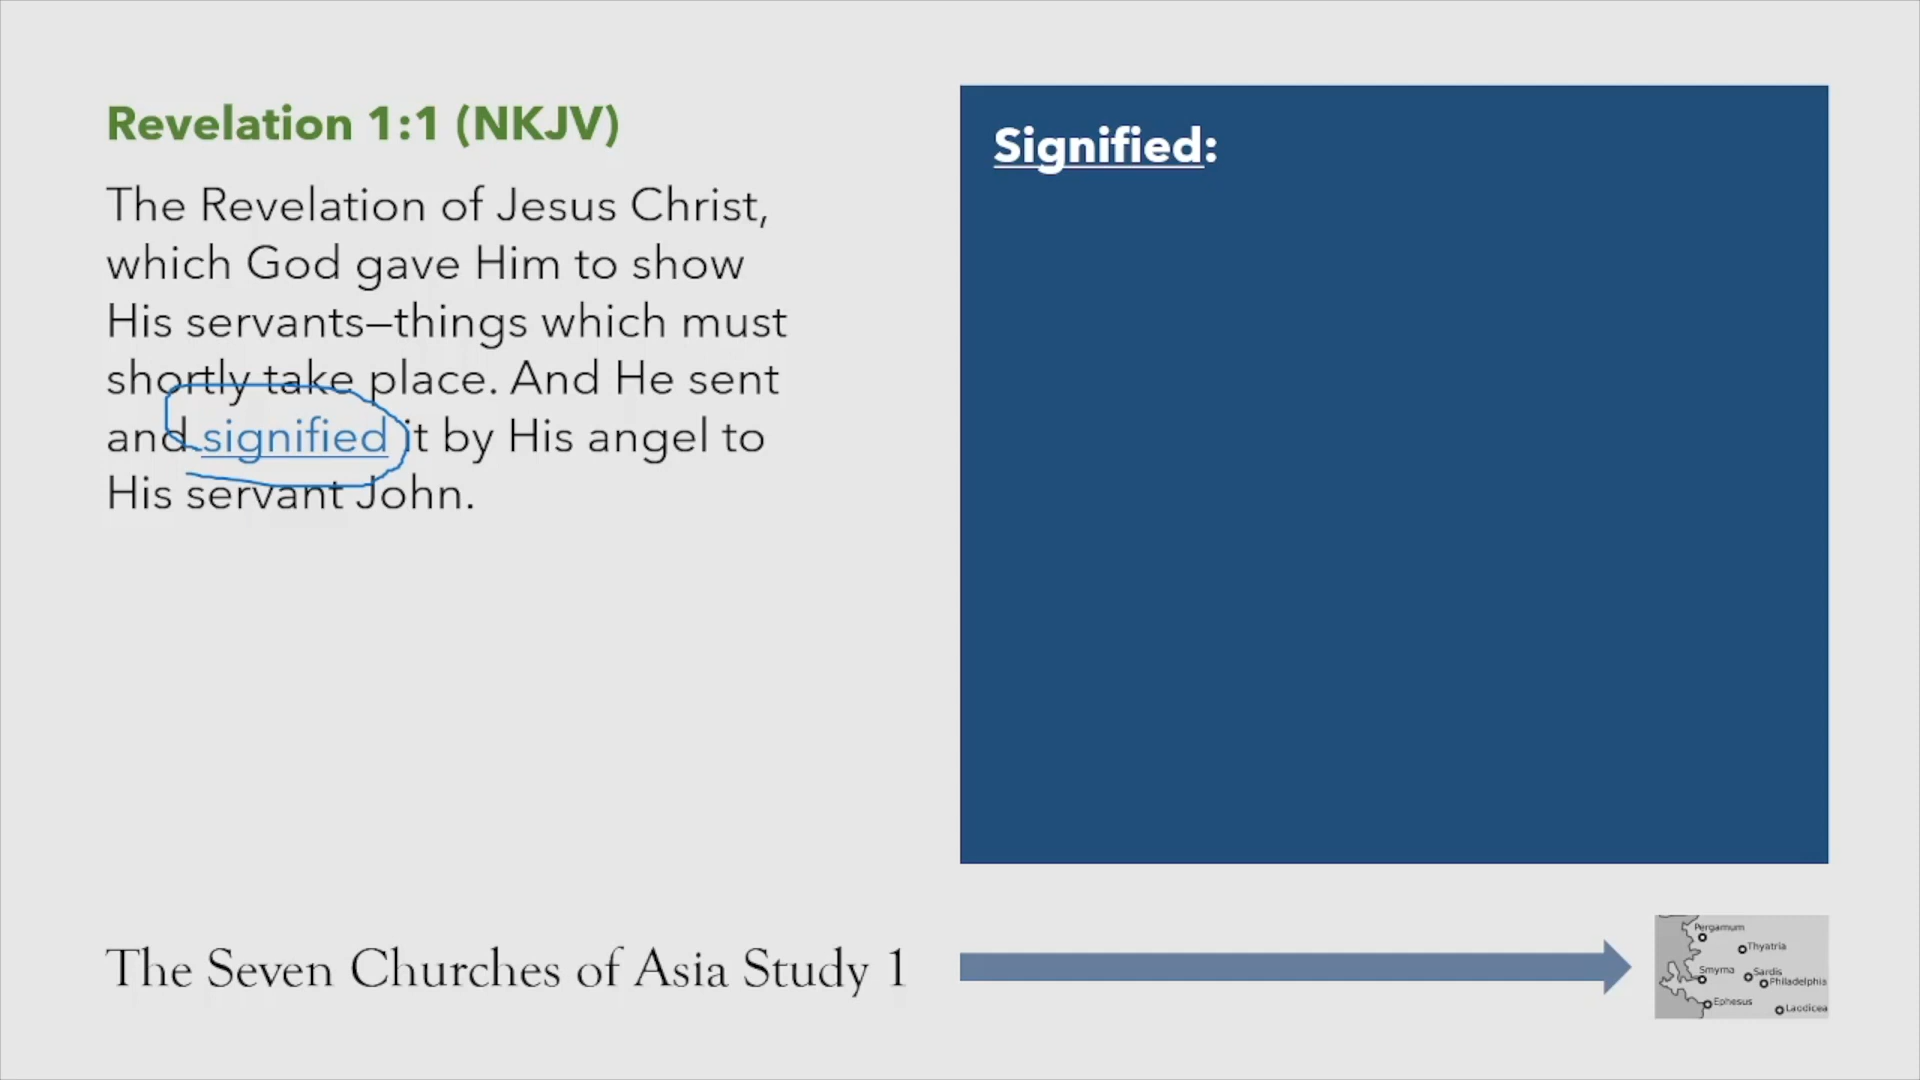 Revelation 1:1 (NKJV)
The Revelation of Jesus Christ,
which God gave Him to show
His servants—things which must
shortly take place. And He sent
and signified it by His angel to
His servant John.
Signified:
The Seven Churches of Asia Study 1
Pergamum
Thyatria
Smyrna
Sardis
Philadelphia
Ephesus
Laodicea